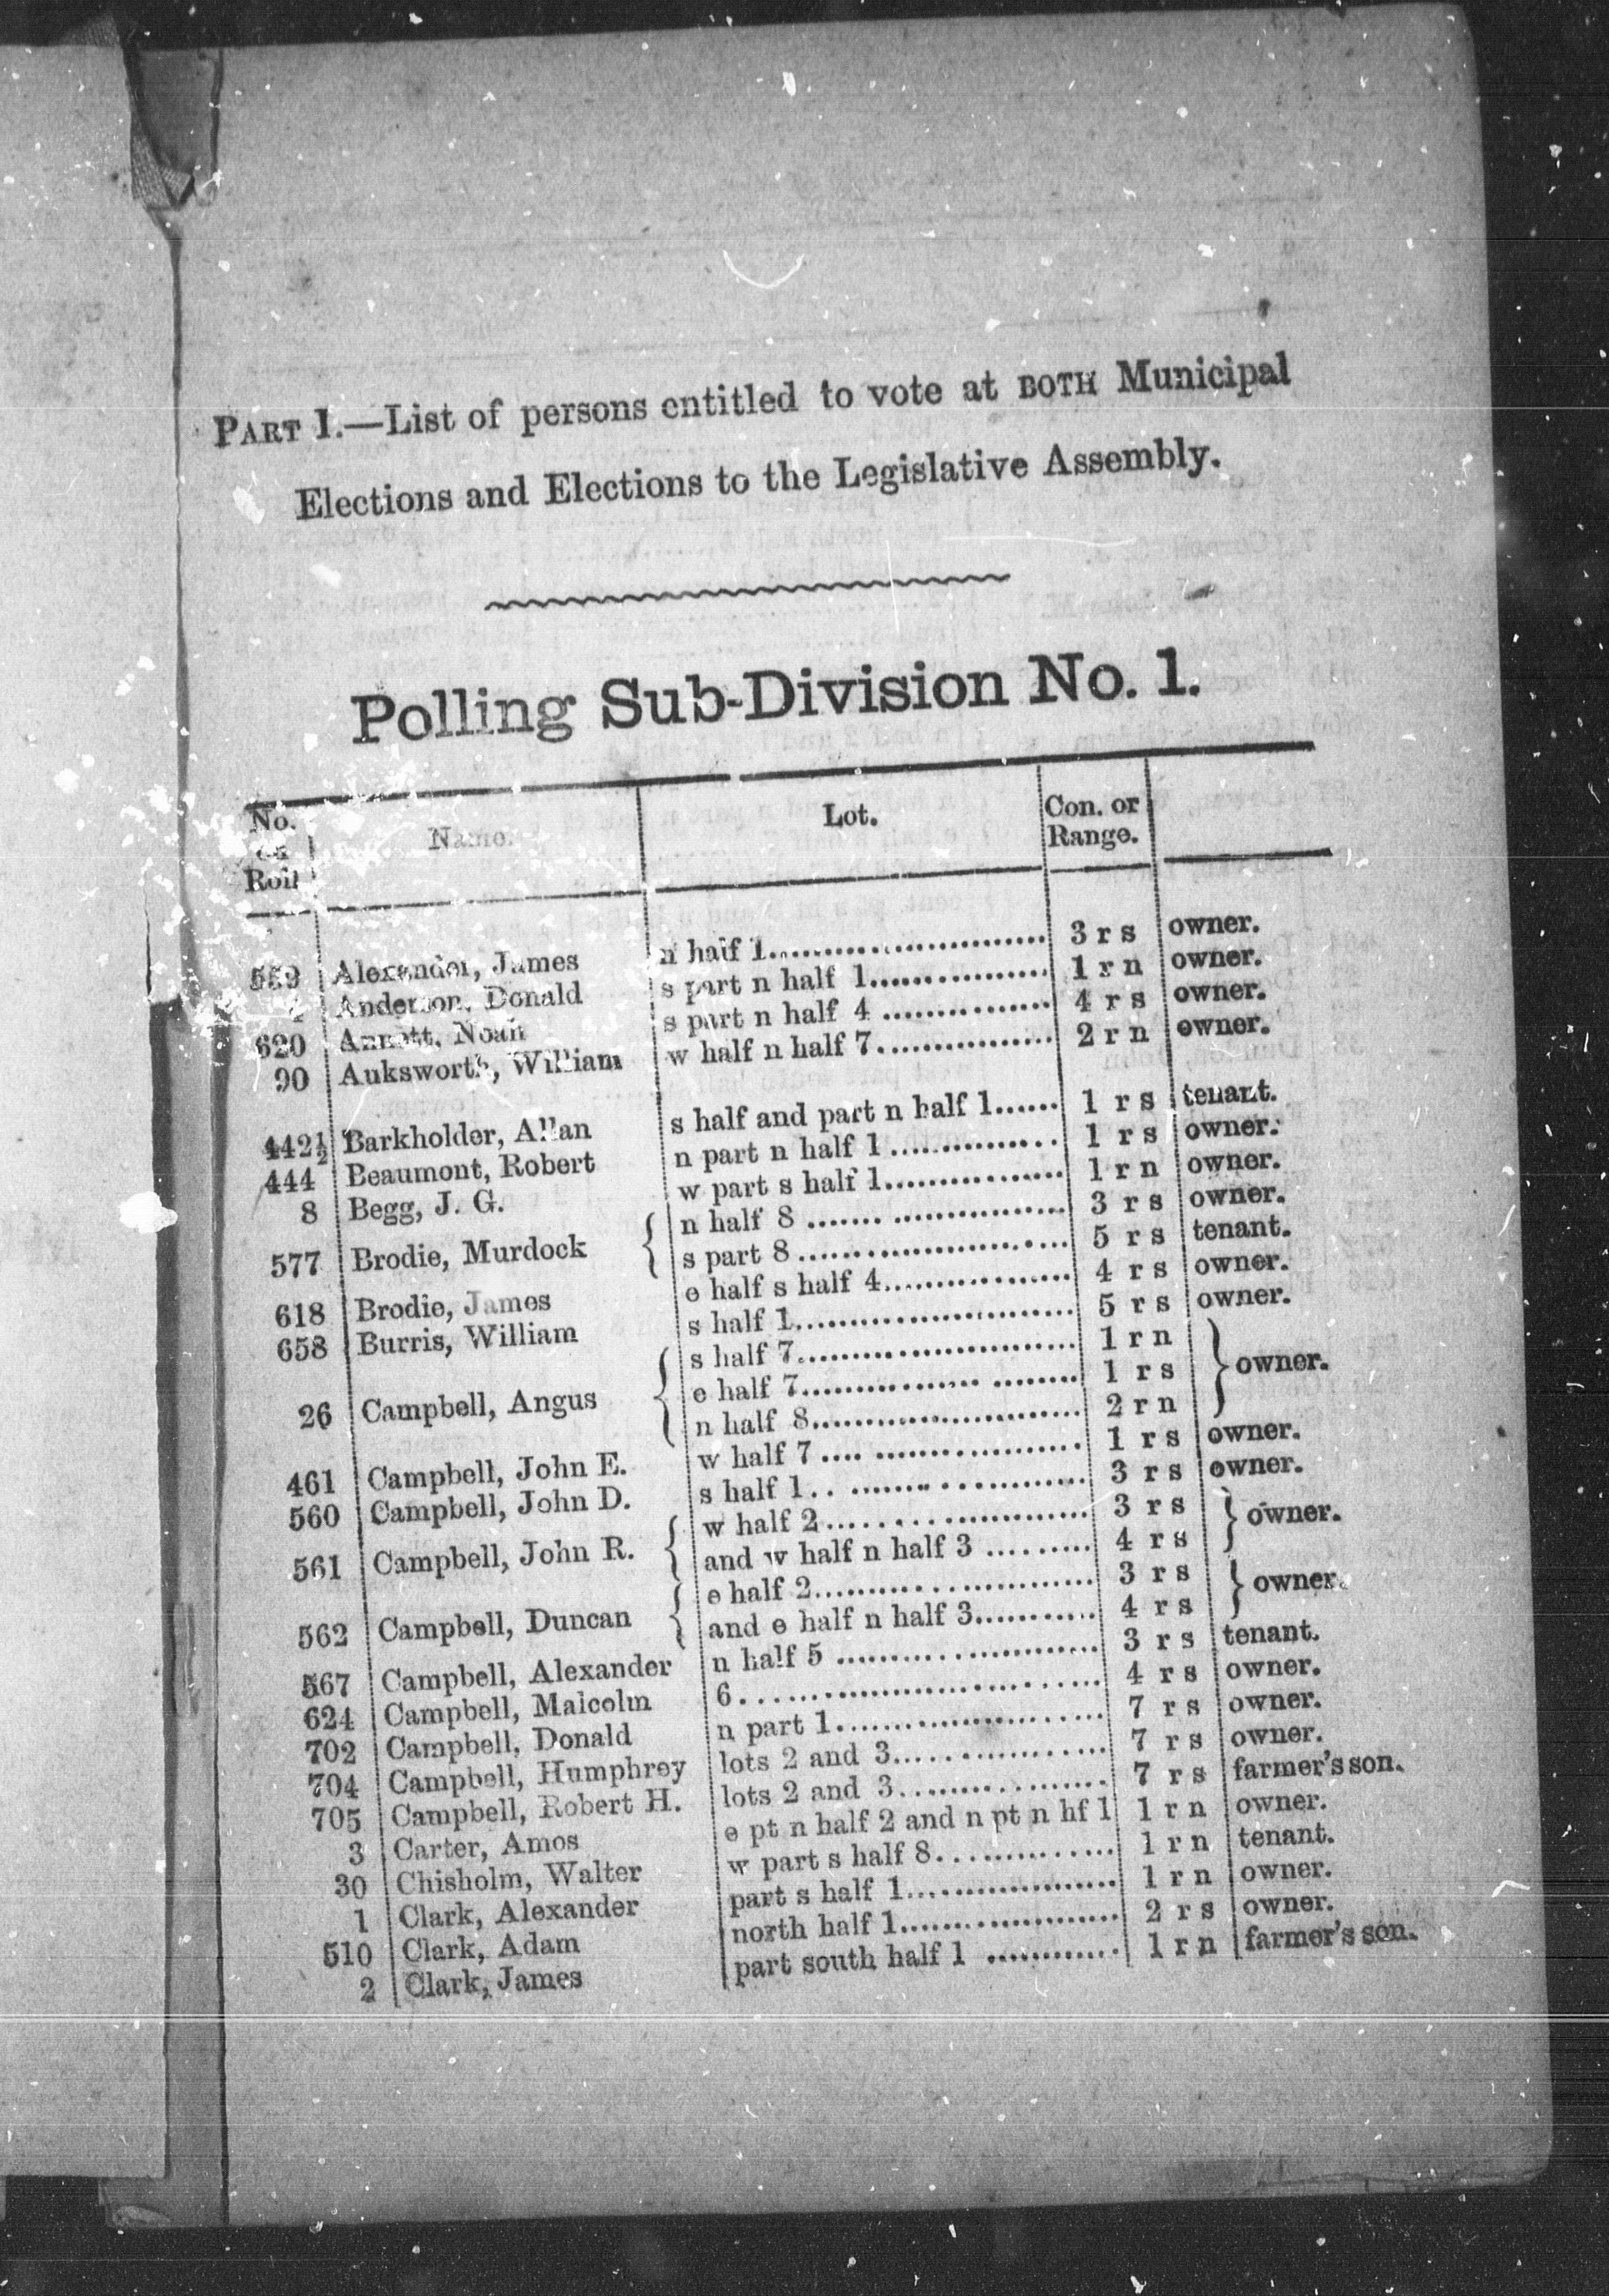 PART I.—List of persons entitled to vote at BOTH Municipal
Elections and Elections to the Legislative Assembly.
Polling Sub-Division No. 1.
No. on Roll Name. Lot. Con. or Range.
559 Alexander, James n half 1 3 r s owner.
Anderson, Donald s part n half 1 1 r n owner.
620 Annett, Noah s part n half 4 4 r s owner.
90 Auksworth, William w half n half 7 2 r n owner.
442½ Barkholder, Allan s half and part n half 1 1 r s tenant.
444 Beaumont, Robert n part n half 1 1 r s owner.
8 Begg, J. G. w part s half 1 1 r n owner.
577 Brodie, Murdock { n half 8 3 r s owner.
s part 8 5 r s tenant.
618 Brodie, James e half s half 4 4 r s owner.
658 Burris, William s half 1 5 r s owner.
s half 7 1 r n
26 Campbell, Angus { e half 7 1 r s } owner.
n half 8 2 r n
461 Campbell, John E. w half 7 1 r s owner.
560 Campbell, John D. s half 1 3 r s owner.
561 Campbell, John R. { w half 2 3 r s } owner.
and w half n half 3 4 r s
562 Campbell, Duncan { e half 2 3 r s } owner.
and e half n half 3 4 r s
567 Campbell, Alexander n half 5 3 r s tenant.
624 Campbell, Malcolm 6 4 r s owner.
702 Campbell, Donald n part 1 7 r s owner.
704 Campbell, Humphrey lots 2 and 3 7 r s owner.
705 Campbell, Robert H. lots 2 and 3 7 r s farmer's son.
3 Carter, Amos e pt n half 2 and n pt n hf 1 1 r n owner.
30 Chisholm, Walter w part s half 8 1 r n tenant.
1 Clark, Alexander part s half 1 1 r n owner.
510 Clark, Adam north half 1 2 r s owner.
2 Clark, James part south half 1 1 r n farmer's son.